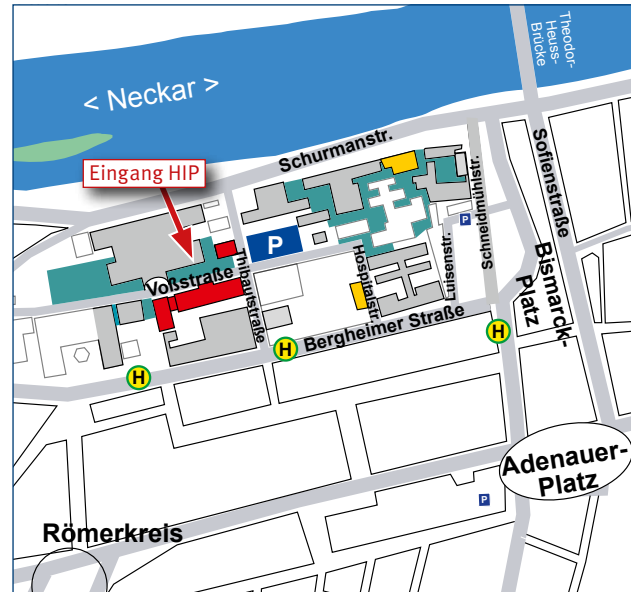 Theodor-
Heuss-
Brücke
< Neckar >
Schurmanstr.
Eingang HIP
Sofienstraße
Schneidmühlstr.
P
P
Voßstraße
Thibautstraße
Hospitalstr.
Luisenstr.
Bismarck-
Platz
Bergheimer Straße
H
H
H
Adenauer-
Platz
P
Römerkreis